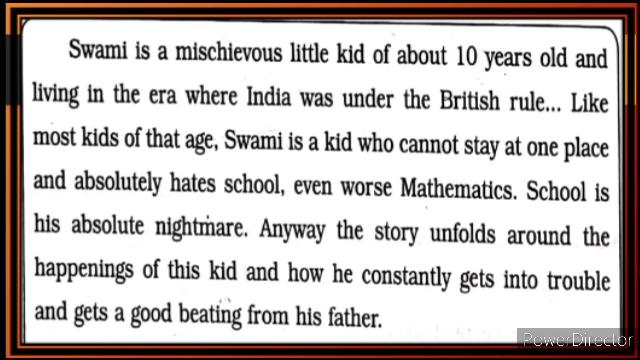 Swami is a mischievous little kid of about 10 years old and
living in the era where India was under the British rule... Like
most kids of that age, Swami is a kid who cannot stay at one place
and absolutely hates school, even worse Mathematics. School is
his absolute nightmare. Anyway the story unfolds around the
happenings of this kid and how he constantly gets into trouble
and gets a good beating from his father.
PowerDirector